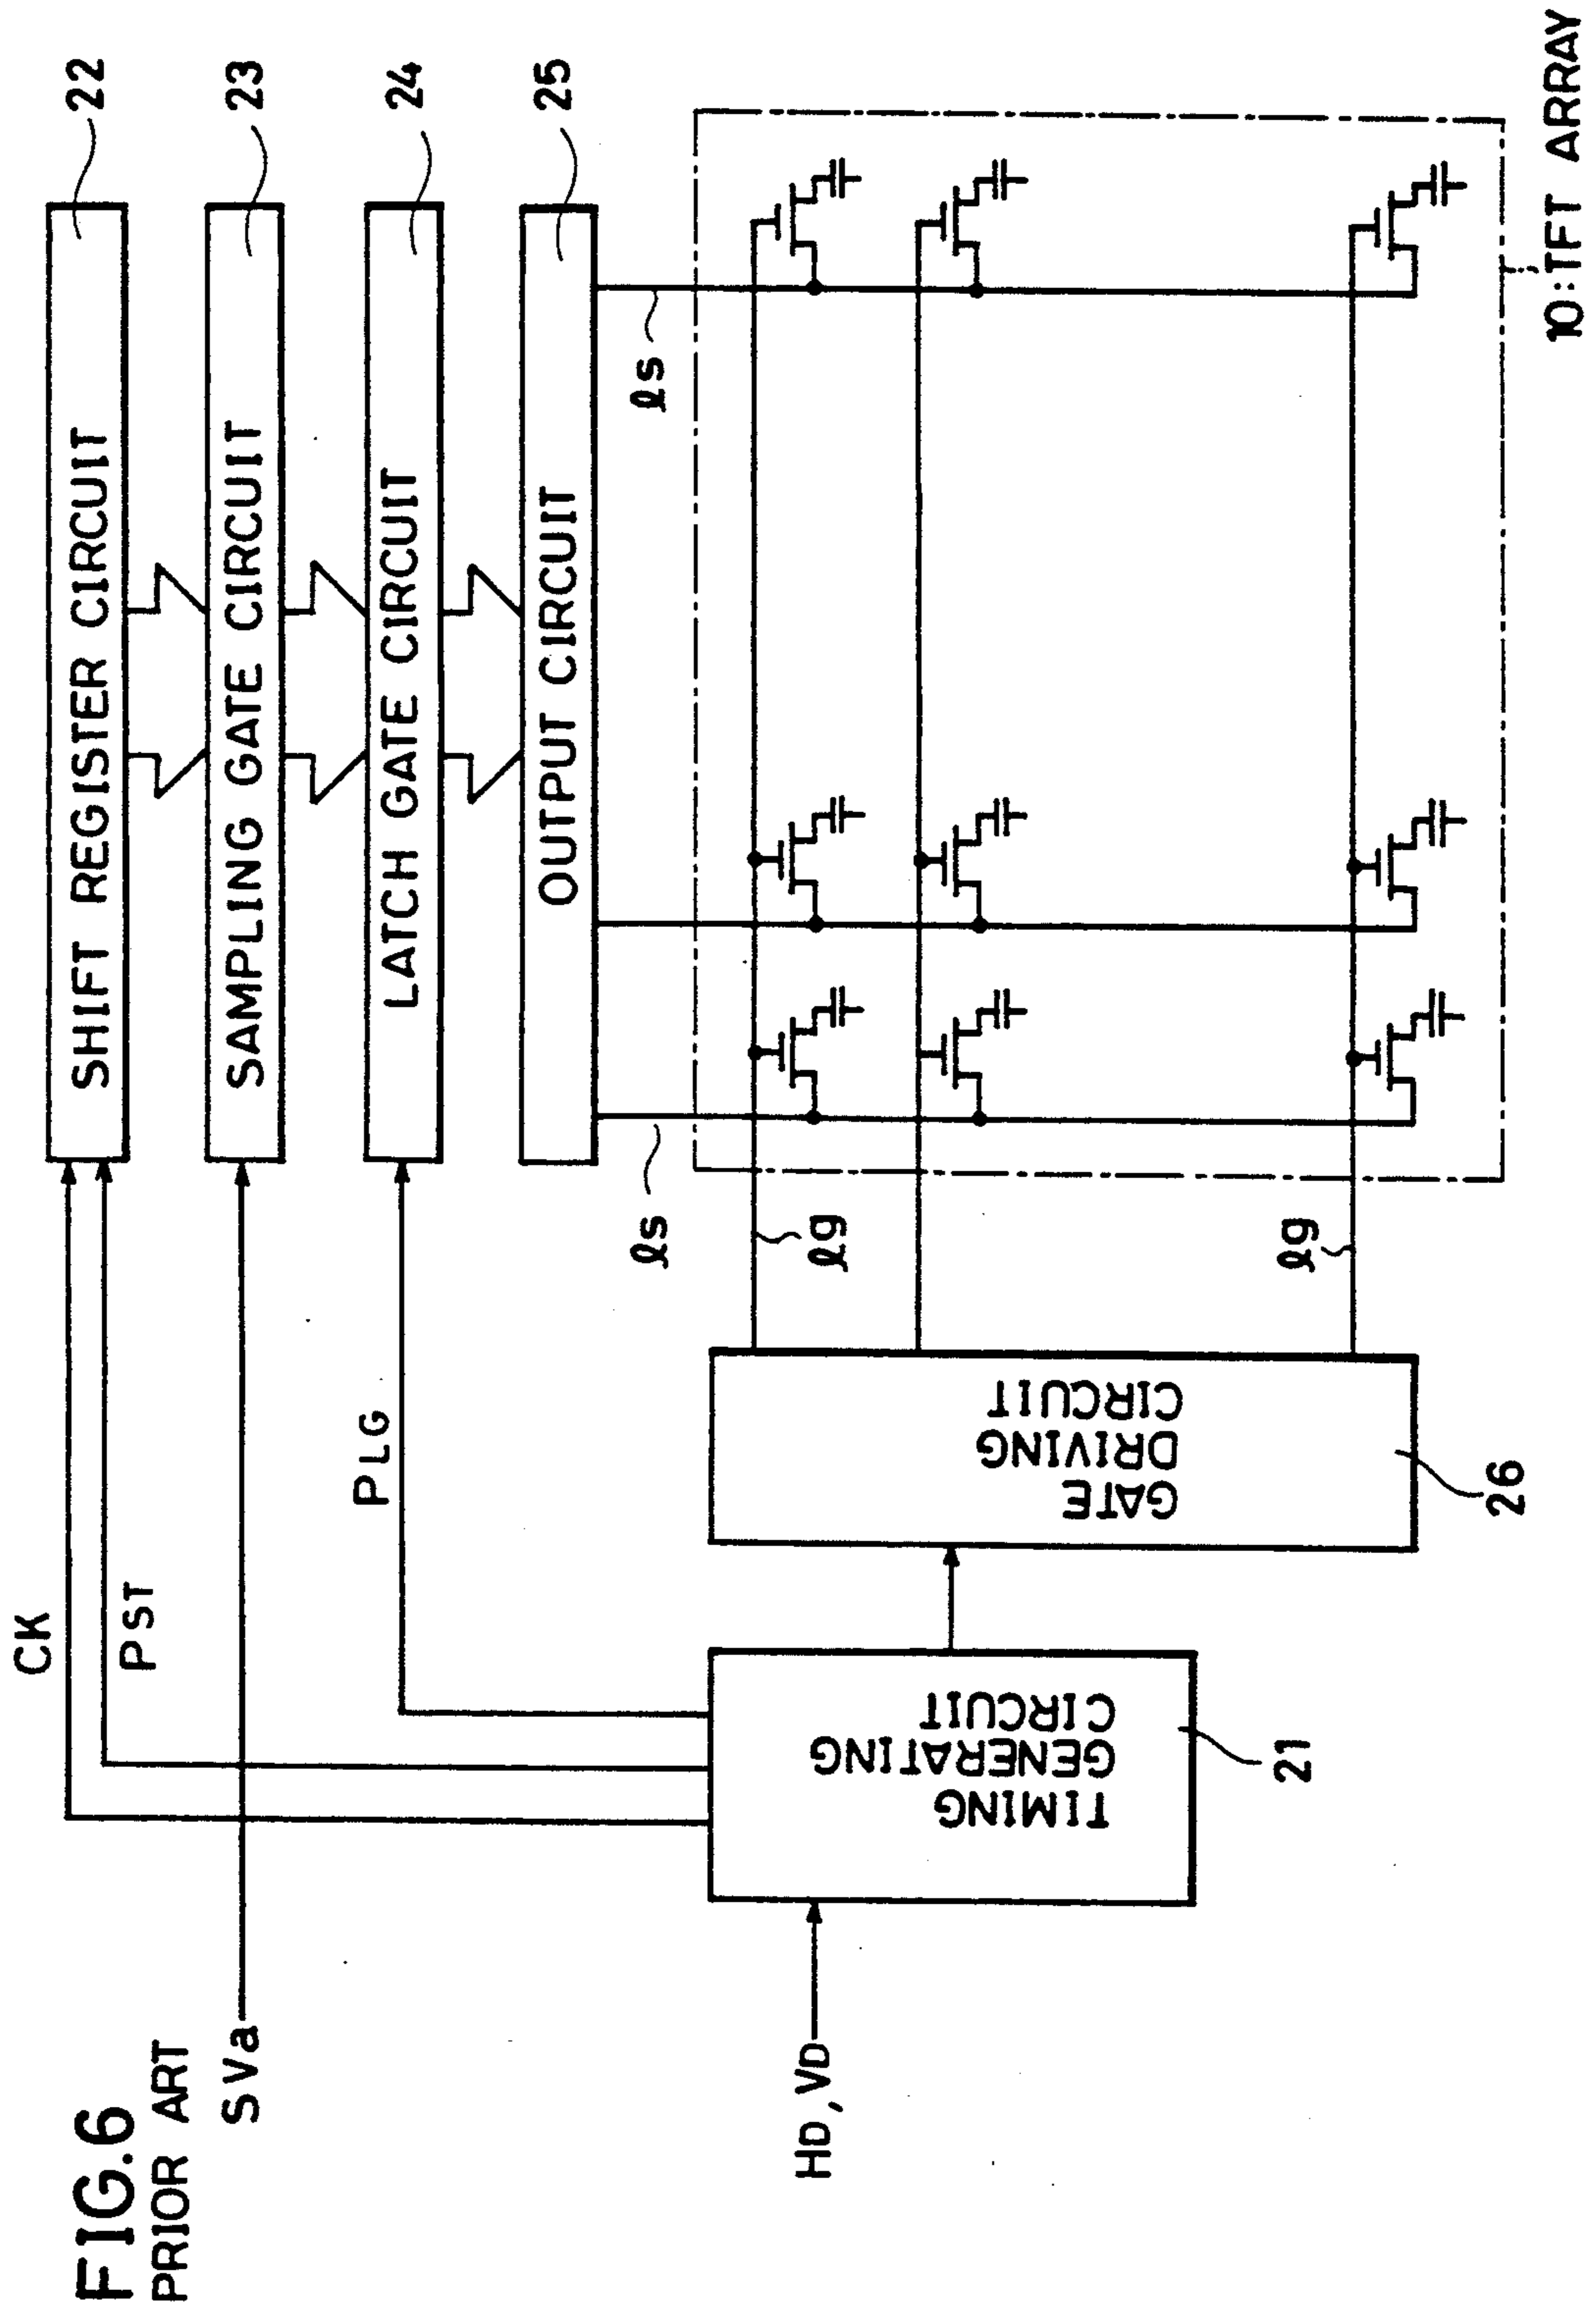 FIG.6
PRIOR ART
CK
PST
SVa
PLG
HD, VD
SHIFT REGISTER CIRCUIT
22
SAMPLING GATE CIRCUIT
23
LATCH GATE CIRCUIT
24
OUTPUT CIRCUIT
25
TIMING
GENERATING
CIRCUIT
21
GATE
DRIVING
CIRCUIT
26
ℓs
ℓs
ℓg
ℓg
10:TFT ARRAY